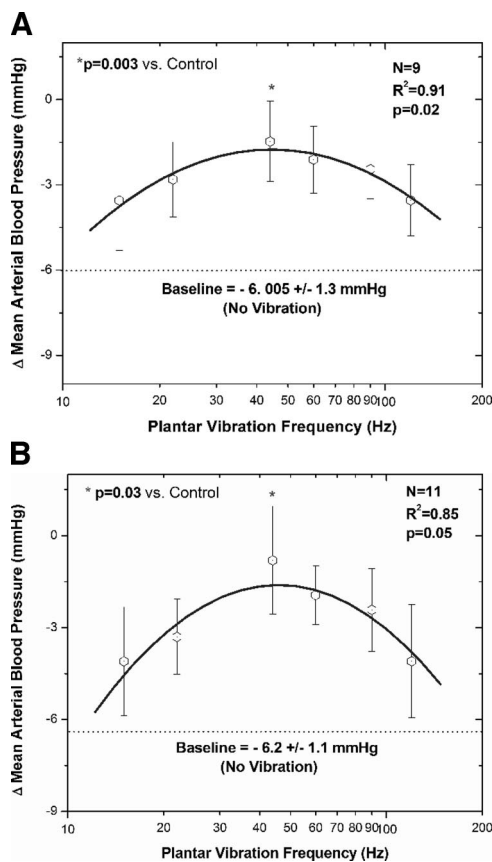 A
*p=0.003 vs. Control
N=9
R²=0.91
p=0.02
*
0
-3
-6
-9
Δ Mean Arterial Blood Pressure (mmHg)
Baseline = - 6. 005 +/- 1.3 mmHg
(No Vibration)
10 20 30 40 50 60 70 80 90 100 200
Plantar Vibration Frequency (Hz)
B
* p=0.03 vs. Control
N=11
R²=0.85
p=0.05
*
0
-3
-6
-9
Δ Mean Arterial Blood Pressure (mmHg)
Baseline = - 6.2 +/- 1.1 mmHg
(No Vibration)
10 20 30 40 50 60 70 80 90 100 200
Plantar Vibration Frequency (Hz)